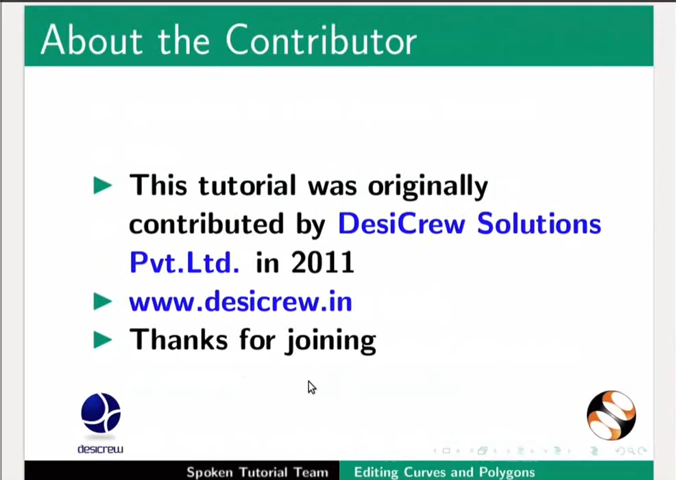 About the Contributor
This tutorial was originally
contributed by DesiCrew Solutions
Pvt.Ltd. in 2011
www.desicrew.in
Thanks for joining
desicrew
Spoken Tutorial Team
Editing Curves and Polygons